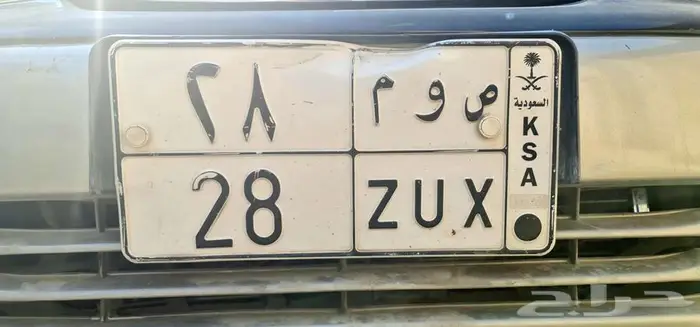 ٢٨ ص و م
28 ZUX
السعودية
K
S
A
حراج